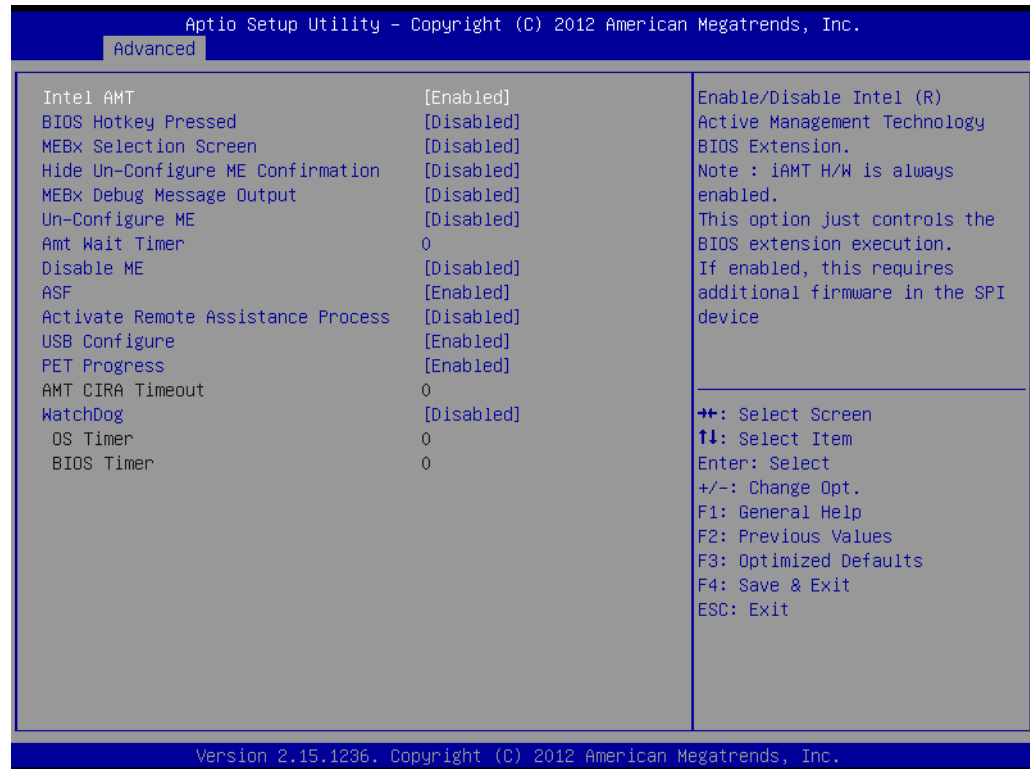 Aptio Setup Utility – Copyright (C) 2012 American Megatrends, Inc.
Advanced
Intel AMT [Enabled]
BIOS Hotkey Pressed [Disabled]
MEBx Selection Screen [Disabled]
Hide Un-Configure ME Confirmation [Disabled]
MEBx Debug Message Output [Disabled]
Un-Configure ME [Disabled]
Amt Wait Timer 0
Disable ME [Disabled]
ASF [Enabled]
Activate Remote Assistance Process [Disabled]
USB Configure [Enabled]
PET Progress [Enabled]
AMT CIRA Timeout 0
WatchDog [Disabled]
OS Timer 0
BIOS Timer 0
Enable/Disable Intel (R)
Active Management Technology
BIOS Extension.
Note : iAMT H/W is always
enabled.
This option just controls the
BIOS extension execution.
If enabled, this requires
additional firmware in the SPI
device
→←: Select Screen
↑↓: Select Item
Enter: Select
+/-: Change Opt.
F1: General Help
F2: Previous Values
F3: Optimized Defaults
F4: Save & Exit
ESC: Exit
Version 2.15.1236. Copyright (C) 2012 American Megatrends, Inc.